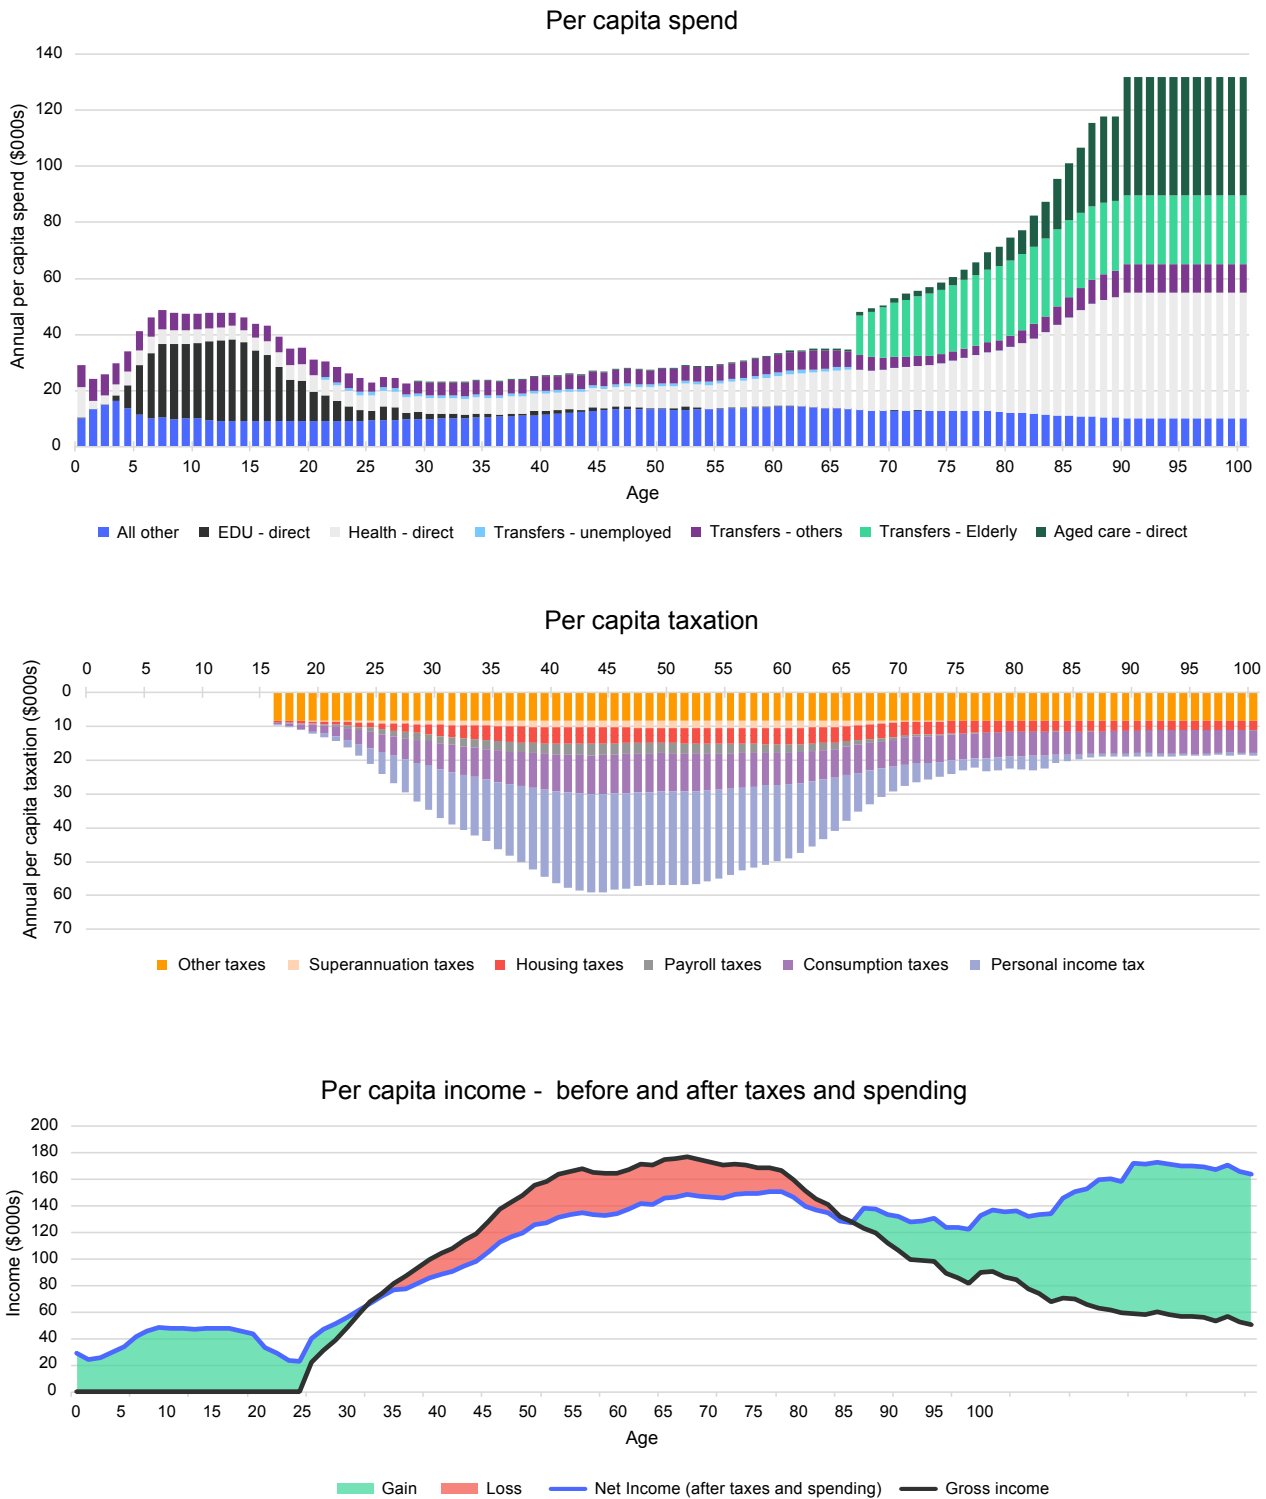 Per capita spend
Annual per capita spend ($000s)
140
120
100
80
60
40
20
0
0 5 10 15 20 25 30 35 40 45 50 55 60 65 70 75 80 85 90 95 100
Age
All other EDU - direct Health - direct Transfers - unemployed Transfers - others Transfers - Elderly Aged care - direct
Per capita taxation
Annual per capita taxation ($000s)
0 5 10 15 20 25 30 35 40 45 50 55 60 65 70 75 80 85 90 95 100
0
10
20
30
40
50
60
70
Other taxes Superannuation taxes Housing taxes Payroll taxes Consumption taxes Personal income tax
Per capita income - before and after taxes and spending
Income ($000s)
200
180
160
140
120
100
80
60
40
20
0
0 5 10 15 20 25 30 35 40 45 50 55 60 65 70 75 80 85 90 95 100
Age
Gain Loss Net Income (after taxes and spending) Gross income